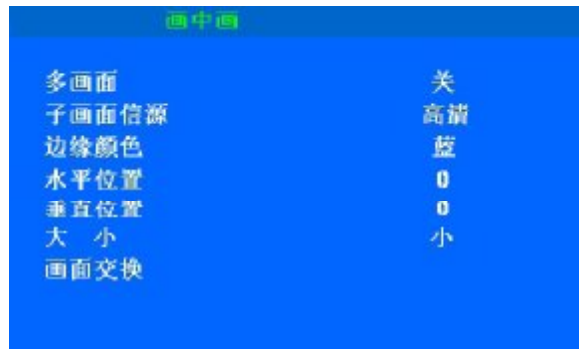 画中画
多画面 关
子画面信源 高清
边缘颜色 蓝
水平位置 0
垂直位置 0
大 小 小
画面交换